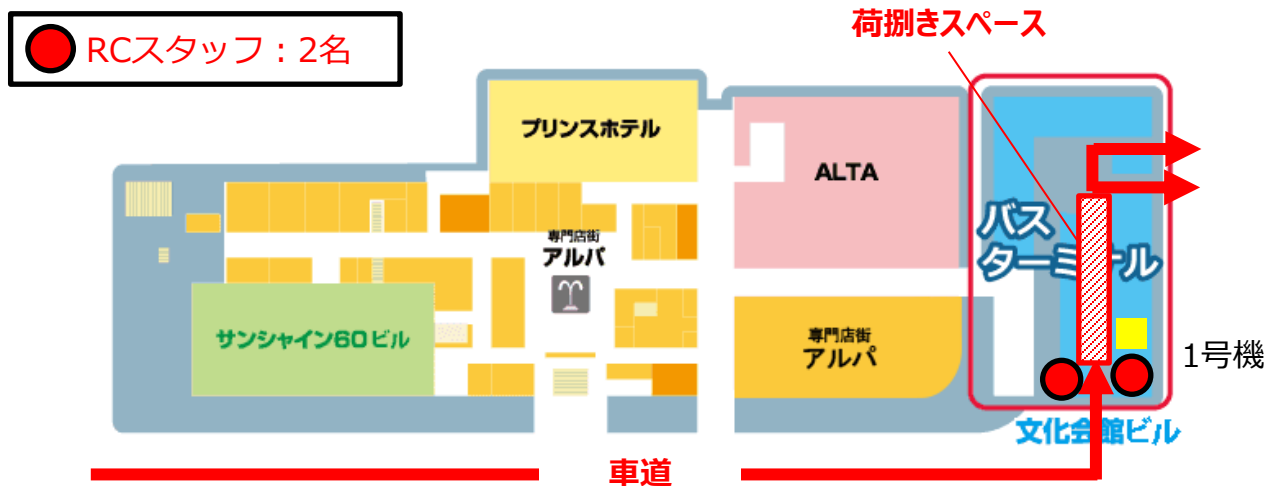 荷捌きスペース
RCスタッフ：2名
プリンスホテル
ALTA
バス
ターミナル
専門店街
アルパ
サンシャイン60ビル
専門店街
アルパ
1号機
文化会館ビル
車道